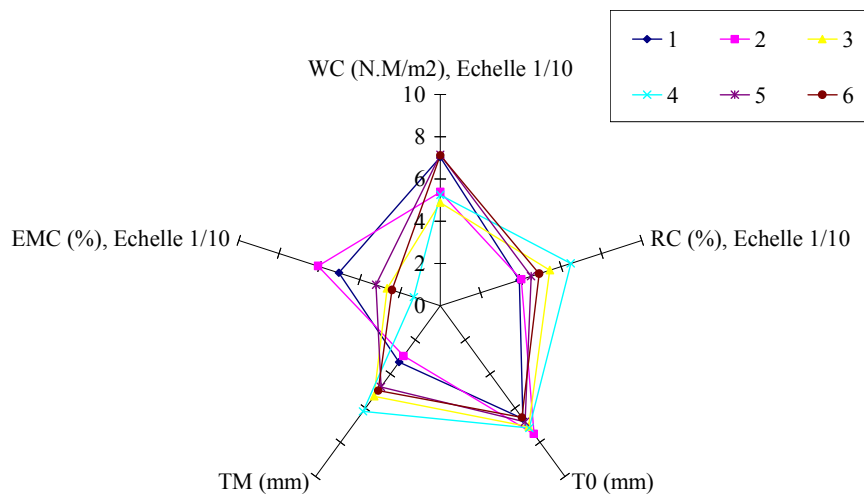 1 2 3
4 5 6
WC (N.M/m2), Echelle 1/10
10
8
6
4
2
0
EMC (%), Echelle 1/10
RC (%), Echelle 1/10
TM (mm)
T0 (mm)